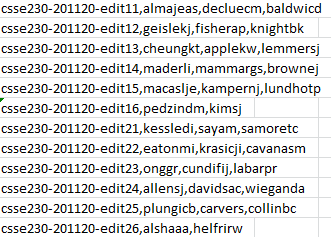 csse230-201120-edit11,almajeas,decluecm,baldwicd
csse230-201120-edit12,geislekj,fisherap,knightbk
csse230-201120-edit13,cheungkt,applekw,lemmersj
csse230-201120-edit14,maderli,mammargs,brownej
csse230-201120-edit15,macaslje,kampernj,lundhotp
csse230-201120-edit16,pedzindm,kimsj
csse230-201120-edit21,kessledi,sayam,samoretc
csse230-201120-edit22,eatonmi,krasicji,cavanasm
csse230-201120-edit23,onggr,cundifij,labarpr
csse230-201120-edit24,allensj,davidsac,wieganda
csse230-201120-edit25,plungicb,carvers,collinbc
csse230-201120-edit26,alshaaa,helfrirw